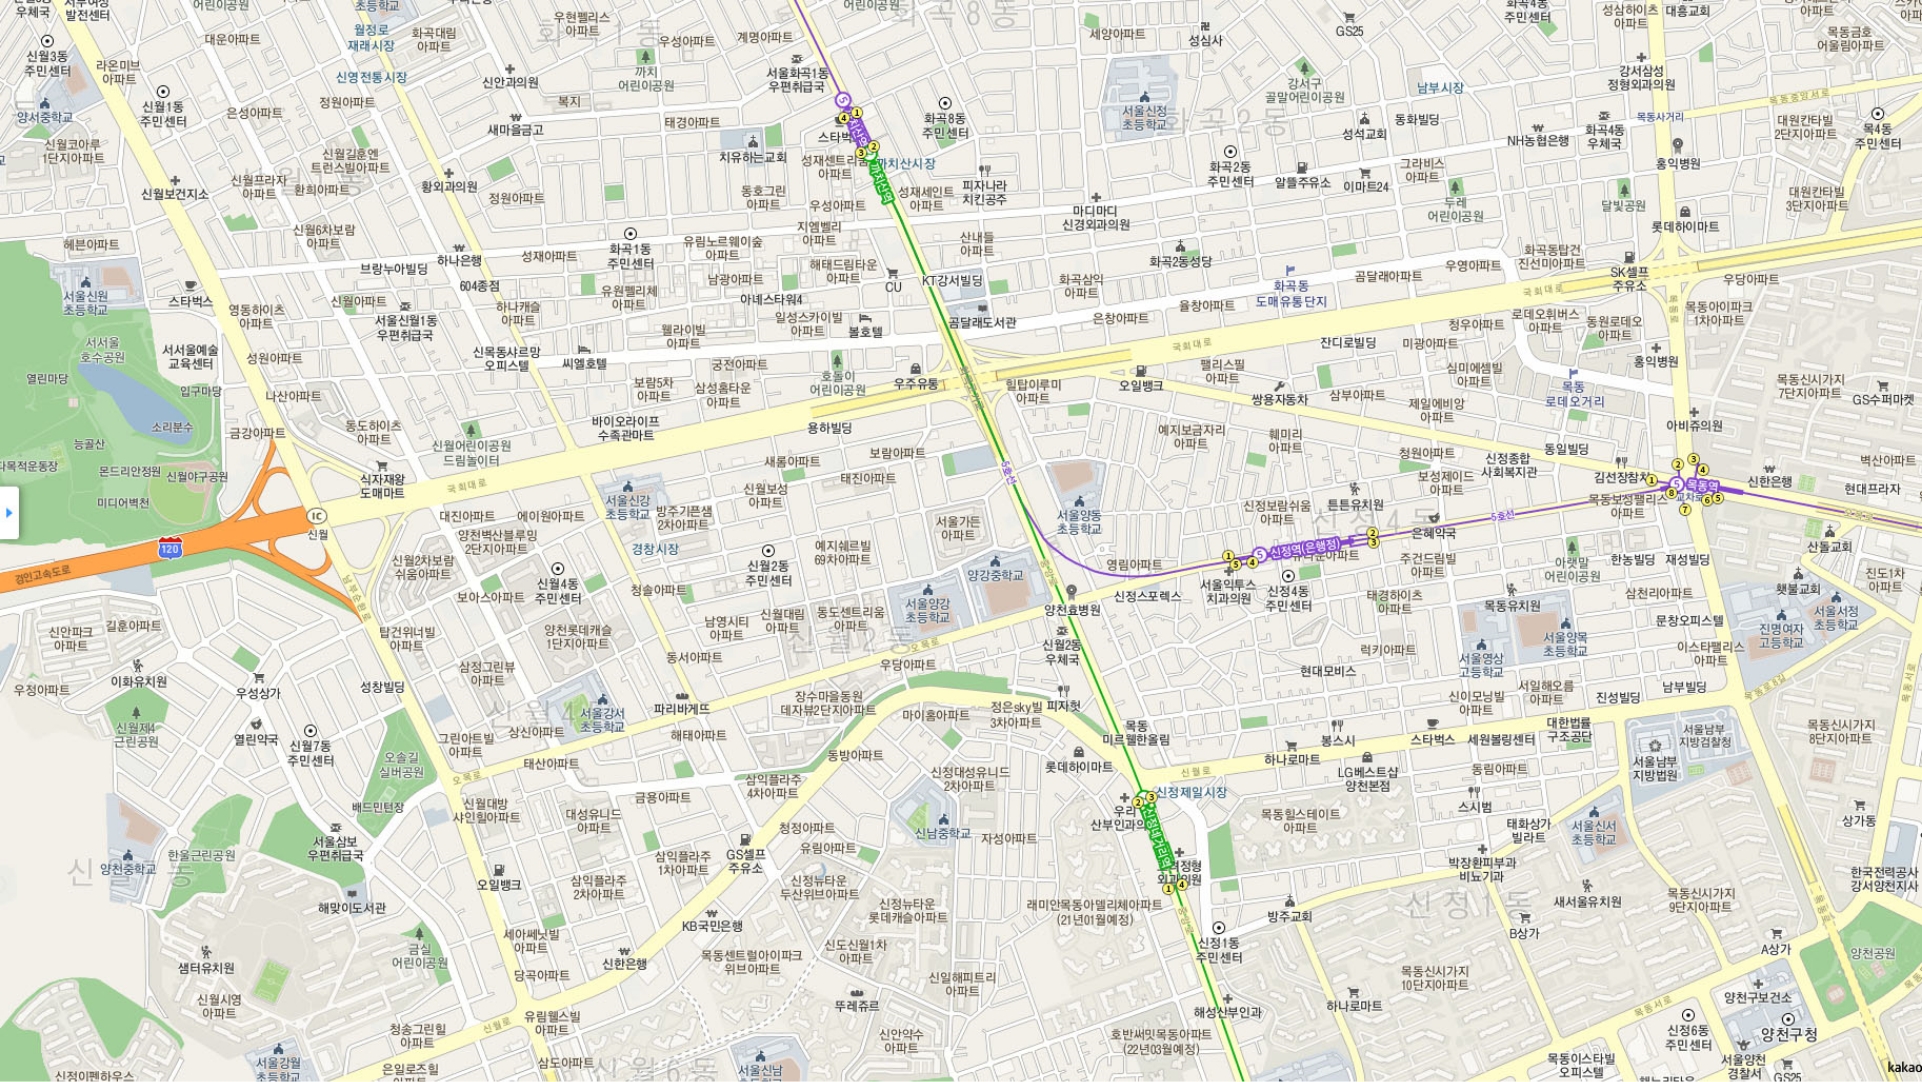 신월3동
주민센터
서부여성
발전센터
우체국
어린이공원
초등학교
월정로
재래시장
대운아파트
화곡대림
아파트
우현펠리스
아파트
화곡1동
우성아파트
계명아파트
어린이공원
화곡8동
세양아파트
성심사
GS25
화곡4동
주민센터
성삼하이츠
아파트
대흥교회
목동금호
어울림아파트
라온미브
아파트
신영전통시장
신안과의원
까치
어린이공원
서울화곡1동
우편취급국
강서구
골말어린이공원
남부시장
강서삼성
정형외과의원
양서중학교
신월1동
주민센터
은성아파트
정원아파트
복지
새마을금고
태경아파트
스타벅
화곡8동
주민센터
서울신정
초등학교
화곡2동
성석교회
동화빌딩
NH농협은행
화곡4동
우체국
목동사거리
목동중앙서로
대원칸타빌
2단지아파트
목4동
주민센터
신월코아루
1단지아파트
신월길훈엔
트런스빌아파트
치유하는교회
성재센트리움
아파트
까치산시장
까치산역
화곡2동
주민센터
알뜰주유소
이마트24
그라비스
아파트
홍익병원
신월보건지소
신월프라자
아파트
환희아파트
황외과의원
정원아파트
동호그린
아파트
우성아파트
성재세인트
아파트
피자나라
치킨공주
마디마디
신경외과의원
두레
어린이공원
달빛공원
대원칸타빌
3단지아파트
롯데하이마트
헤븐아파트
신월6차보람
아파트
하나은행
화곡1동
주민센터
성재아파트
유림노르웨이숲
아파트
지엠벨리
아파트
산내들
아파트
화곡2동성당
화곡동탑건
진선미아파트
우영아파트
곰달래아파트
SK셀프
주유소
우당아파트
서울신원
초등학교
스타벅스
브랑누아빌딩
604종점
신월아파트
남광아파트
해태드림타운
아파트
CU
KT강서빌딩
화곡삼익
아파트
율창아파트
화곡동
도매유통단지
국회대로
영동하이츠
아파트
서울신월1동
우편취급국
하나캐슬
아파트
유원펠리체
아파트
아네스타워4
일성스카이빌
아파트
볼호텔
곰달래도서관
은창아파트
청우아파트
로데오휘버스
아파트
동원로데오
아파트
목동아이파크
1차아파트
서서울
호수공원
서서울예술
교육센터
성원아파트
신목동샤르망
오피스텔
씨엘호텔
웰라이빌
아파트
궁전아파트
국회대로
잔디로빌딩
미광아파트
홍익병원
열린마당
입구마당
나산아파트
보람5차
아파트
삼성홈타운
아파트
호돌이
어린이공원
우주유통
힐탑이루미
아파트
오일뱅크
팰리스필
아파트
쌍용자동차
삼부아파트
심미에셈빌
아파트
목동
로데오거리
목동신시가지
7단지아파트
GS수퍼마켓
소리분수
금강아파트
동도하이츠
아파트
바이오라이프
수족관마트
용하빌딩
제일에비앙
아파트
아비쥬의원
능골산
몬드리안정원
신월야구공원
다목적운동장
미디어벽천
신월어린이공원
드림놀이터
식자재왕
도매마트
새롬아파트
보람아파트
태진아파트
예지보금자리
아파트
훼미리
아파트
청원아파트
동일빌딩
신정종합
사회복지관
보성제이드
아파트
김선장참치
목동역
신한은행
벽산아파트
현대프라자
국회대로
IC
신월
대진아파트
에이원아파트
서울신강
초등학교
방주기픈샘
2차아파트
신월보성
아파트
서울가든
아파트
5호선
서울양동
초등학교
신정보람쉬움
아파트
튼튼유치원
신정4동
은혜약국
5호선
목동보성팰리스
120
경인고속도로
양천벽산블루밍
2단지아파트
경창시장
신월2동
주민센터
예지쉐르빌
69차아파트
양강중학교
영림아파트
신정역(은행정)
주건드림빌
아파트
아랫말
어린이공원
한농빌딩
재성빌딩
산돌교회
신월2차보람
쉬움아파트
보아스아파트
신월4동
주민센터
청솔아파트
서울양강
초등학교
신정스포렉스
서울익투스
치과의원
신정4동
주민센터
태경하이츠
아파트
목동유치원
삼천리아파트
햇불교회
진도1차
아파트
남부순환로
신안파크
아파트
길훈아파트
탑건위너빌
아파트
양천롯데캐슬
1단지아파트
남영시티
아파트
신월대림
아파트
동도센트리움
아파트
신월2동
오목로
양천효병원
서울양목
초등학교
문창오피스텔
진명여자
고등학교
서울서정
초등학교
우정아파트
이화유치원
우성상가
성창빌딩
삼정그린뷰
아파트
동서아파트
우당아파트
신월2동
우체국
현대모비스
럭키아파트
서울영상
고등학교
이스타팰리스
아파트
남부빌딩
신월제4
근린공원
열린약국
신월7동
주민센터
신월4
서울강서
초등학교
파리바게뜨
장수마을동원
데자뷰2단지아파트
마이홈아파트
정은sky빌
3차아파트
피자헛
신이모닝빌
아파트
서일해오름
아파트
진성빌딩
오솔길
실버공원
그린아트빌
아파트
상신아파트
해태아파트
동방아파트
목동
미르웰한올림
롯데하이마트
봉스시
스타벅스
세원볼링센터
대한법률
구조공단
서울남부
지방검찰청
서울남부
지방법원
목동신시가지
8단지아파트
오목로
태산아파트
금용아파트
삼익플라주
4차아파트
신정대성유니드
2차아파트
신월로
하나로마트
LG베스트샵
양천본점
동림아파트
배드민턴장
신월대방
샤인힐아파트
대성유니드
아파트
청정아파트
유림아파트
신남중학교
자성아파트
우리
산부인과의
신정제일시장
신정네거리역
목동힐스테이트
아파트
스시범
태화상가
빌라트
서울신서
초등학교
상가동
양천중학교
한울근린공원
서울삼보
우편취급국
오일뱅크
삼익플라주
1차아파트
삼익플라주
2차아파트
GS셀프
주유소
신정뉴타운
두산위브아파트
박장환피부과
비뇨기과
한국전력공사
강서양천지사
해맞이도서관
신정뉴타운
롯데캐슬아파트
래미안목동아델리체아파트
(21년01월예정)
방주교회
신정1동
새서울유치원
목동신시가지
9단지아파트
KB국민은행
세아쎄닛빌
아파트
금실
어린이공원
샘터유치원
신한은행
신도신월1차
아파트
신정1동
주민센터
B상가
A상가
양천공원
당곡아파트
목동센트럴아이파크
위브아파트
신일해피트리
아파트
목동신시가지
10단지아파트
신월시영
아파트
뚜레쥬르
해성산부인과
하나로마트
목동서로
양천구보건소
신월로
청송그린힐
아파트
유림웰스빌
아파트
신안약수
아파트
호반써밋목동아파트
(22년03월예정)
신정6동
주민센터
양천구청
서울강월
초등학교
신정이펜하우스
은일로즈힐
삼도아파트
신월6동
서울신남
목동이스타빌
오피스텔
서울양천
경찰서
GS25
kakao